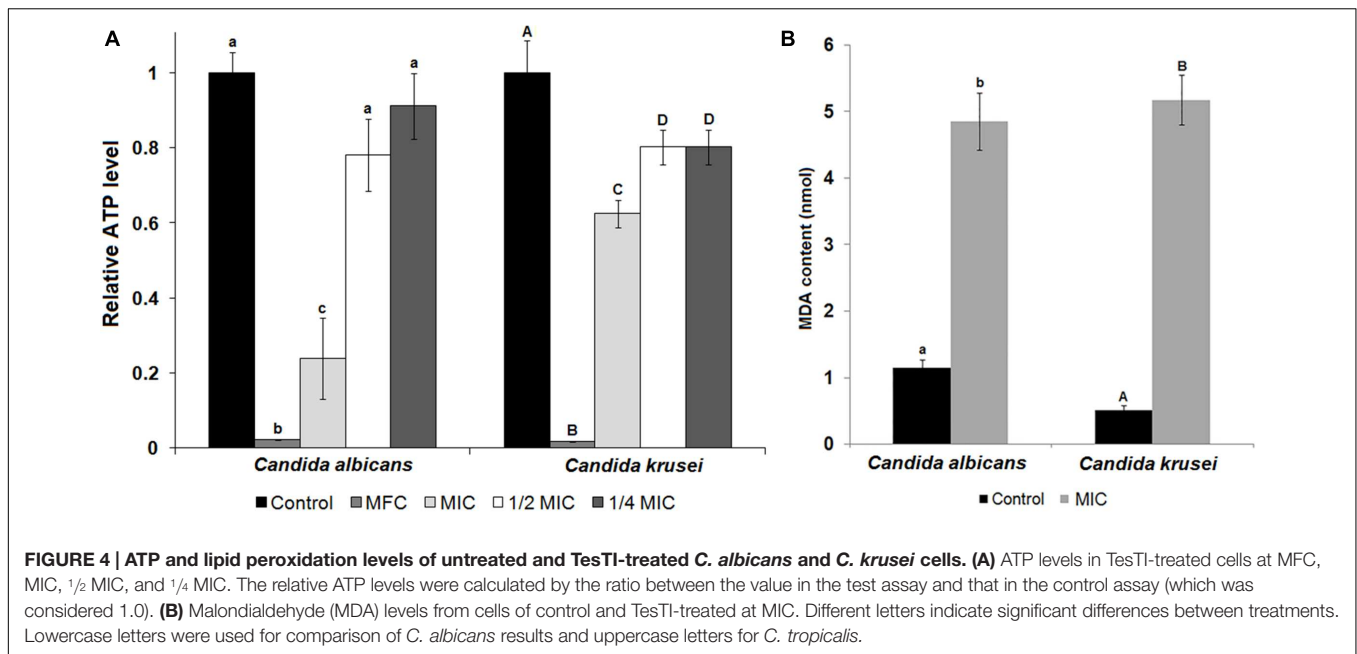 A
B
a
a
a
c
b
A
D
D
C
B
Relative ATP level
1
0.8
0.6
0.4
0.2
0
Candida albicans
Candida krusei
Control MFC MIC 1/2 MIC 1/4 MIC
MDA content (nmol)
6
5
4
3
2
1
0
b
B
a
A
Candida albicans
Candida krusei
Control MIC
FIGURE 4 | ATP and lipid peroxidation levels of untreated and TesTI-treated C. albicans and C. krusei cells. (A) ATP levels in TesTI-treated cells at MFC,
MIC, 1/2 MIC, and 1/4 MIC. The relative ATP levels were calculated by the ratio between the value in the test assay and that in the control assay (which was
considered 1.0). (B) Malondialdehyde (MDA) levels from cells of control and TesTI-treated at MIC. Different letters indicate significant differences between treatments.
Lowercase letters were used for comparison of C. albicans results and uppercase letters for C. tropicalis.